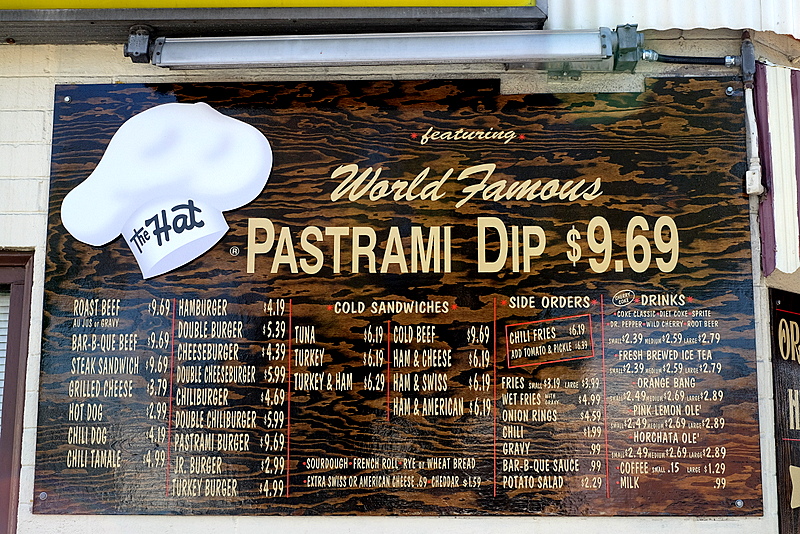 The Hat
featuring
World Famous
® PASTRAMI DIP $9.69
ROAST BEEF $9.69
AU JUS or GRAVY
BAR-B-QUE BEEF $9.69
STEAK SANDWICH $9.69
GRILLED CHEESE $3.79
HOT DOG $2.99
CHILI DOG $4.19
CHILI TAMALE $4.99
HAMBURGER $4.19
DOUBLE BURGER $5.39
CHEESEBURGER $4.39
DOUBLE CHEESEBURGER $5.99
CHILIBURGER $4.69
DOUBLE CHILIBURGER $5.99
PASTRAMI BURGER $9.69
JR. BURGER $2.99
TURKEY BURGER $4.99
COLD SANDWICHES
TUNA $6.19
TURKEY $6.19
TURKEY & HAM $6.29
COLD BEEF $9.69
HAM & CHEESE $6.19
HAM & SWISS $6.19
HAM & AMERICAN $6.19
SOURDOUGH - FRENCH ROLL, RYE or WHEAT BREAD
EXTRA SWISS OR AMERICAN CHEESE .69 CHEDDAR $1.59
SIDE ORDERS
CHILI FRIES $6.19
ADD TOMATO & PICKLE $6.39
FRIES SMALL $3.19 LARGE $3.99
WET FRIES WITH GRAVY $4.99
ONION RINGS $4.59
CHILI $1.99
GRAVY .99
BAR-B-QUE SAUCE .99
POTATO SALAD $2.29
CHERRY COKE DRINKS
COKE CLASSIC - DIET COKE - SPRITE
DR. PEPPER - WILD CHERRY - ROOT BEER
SMALL $2.39 MEDIUM $2.59 LARGE $2.79
FRESH BREWED ICE TEA
SMALL $2.39 MEDIUM $2.59 LARGE $2.79
ORANGE BANG
SMALL $2.49 MEDIUM $2.69 LARGE $2.89
PINK LEMON OLE'
SMALL $2.49 MEDIUM $2.69 LARGE $2.89
HORCHATA OLE'
SMALL $2.49 MEDIUM $2.69 LARGE $2.89
COFFEE SMALL .15 LARGE $1.29
MILK .99
OR
H